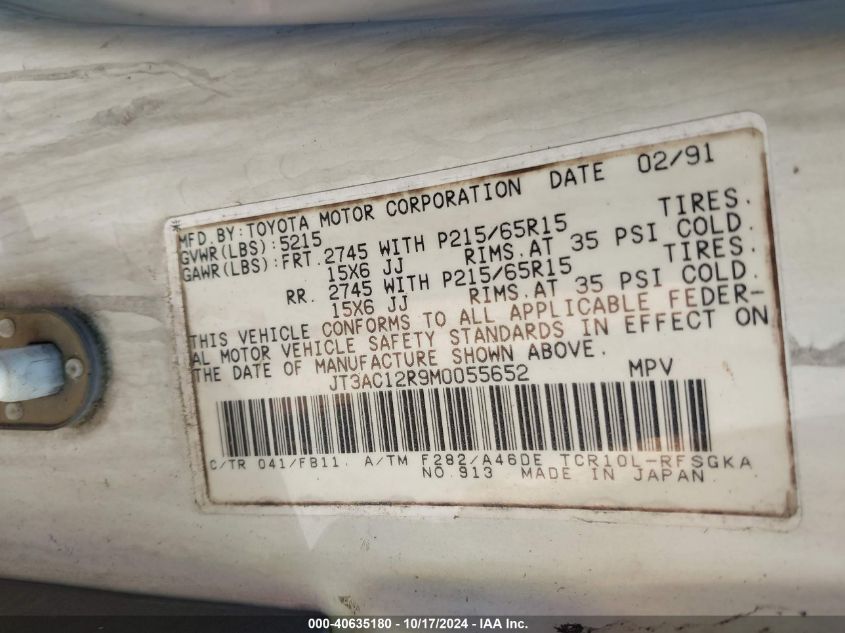 *MFD.BY:TOYOTA MOTOR CORPORATION DATE 02/91
GVWR(LBS):5215
GAWR(LBS):FRT.2745 WITH P215/65R15 TIRES.
15X6 JJ RIMS.AT 35 PSI COLD.
RR. 2745 WITH P215/65R15 TIRES.
15X6 JJ RIMS.AT 35 PSI COLD.
THIS VEHICLE CONFORMS TO ALL APPLICABLE FEDER-
AL MOTOR VEHICLE SAFETY STANDARDS IN EFFECT ON
THE DATE OF MANUFACTURE SHOWN ABOVE.
JT3AC12R9M0055652 MPV
C/TR 041/FB11. A/TM F282/A46DE TCR10L-RFSGKA
NO.913 MADE IN JAPAN
000-40635180 - 10/17/2024 - IAA Inc.